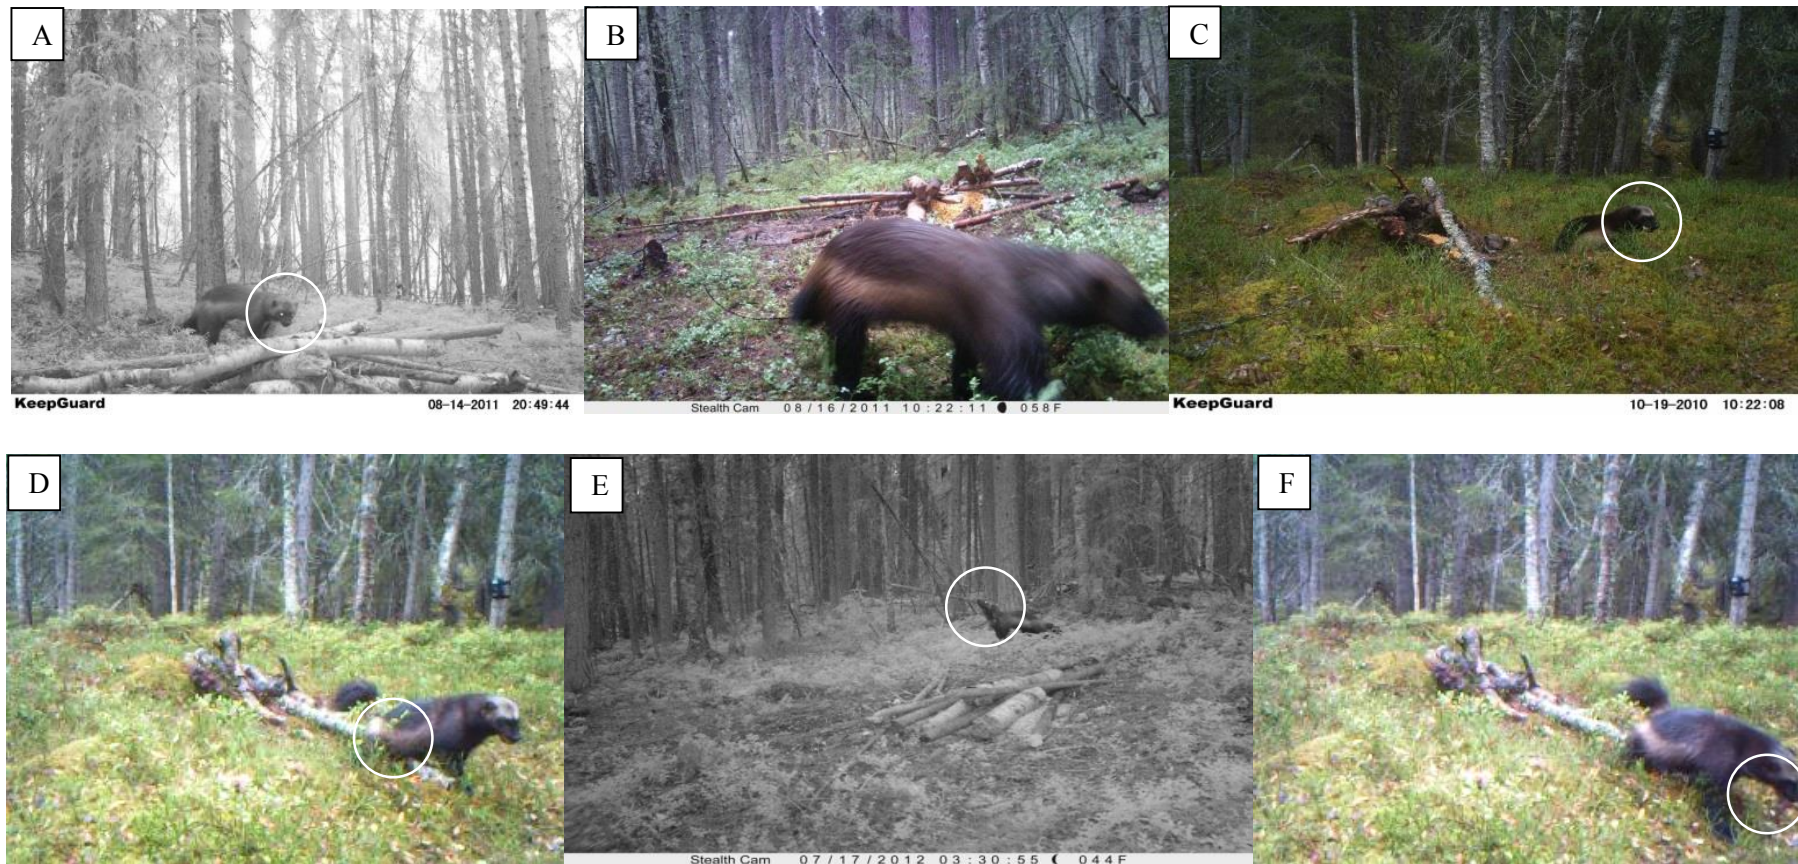 A
B
C
KeepGuard
08-14-2011 20:49:44
Stealth Cam 08/16/2011 10:22:11 058F
KeepGuard
10-19-2010 10:22:08
D
E
F
Stealth Cam 07/17/2012 03:30:55 044F